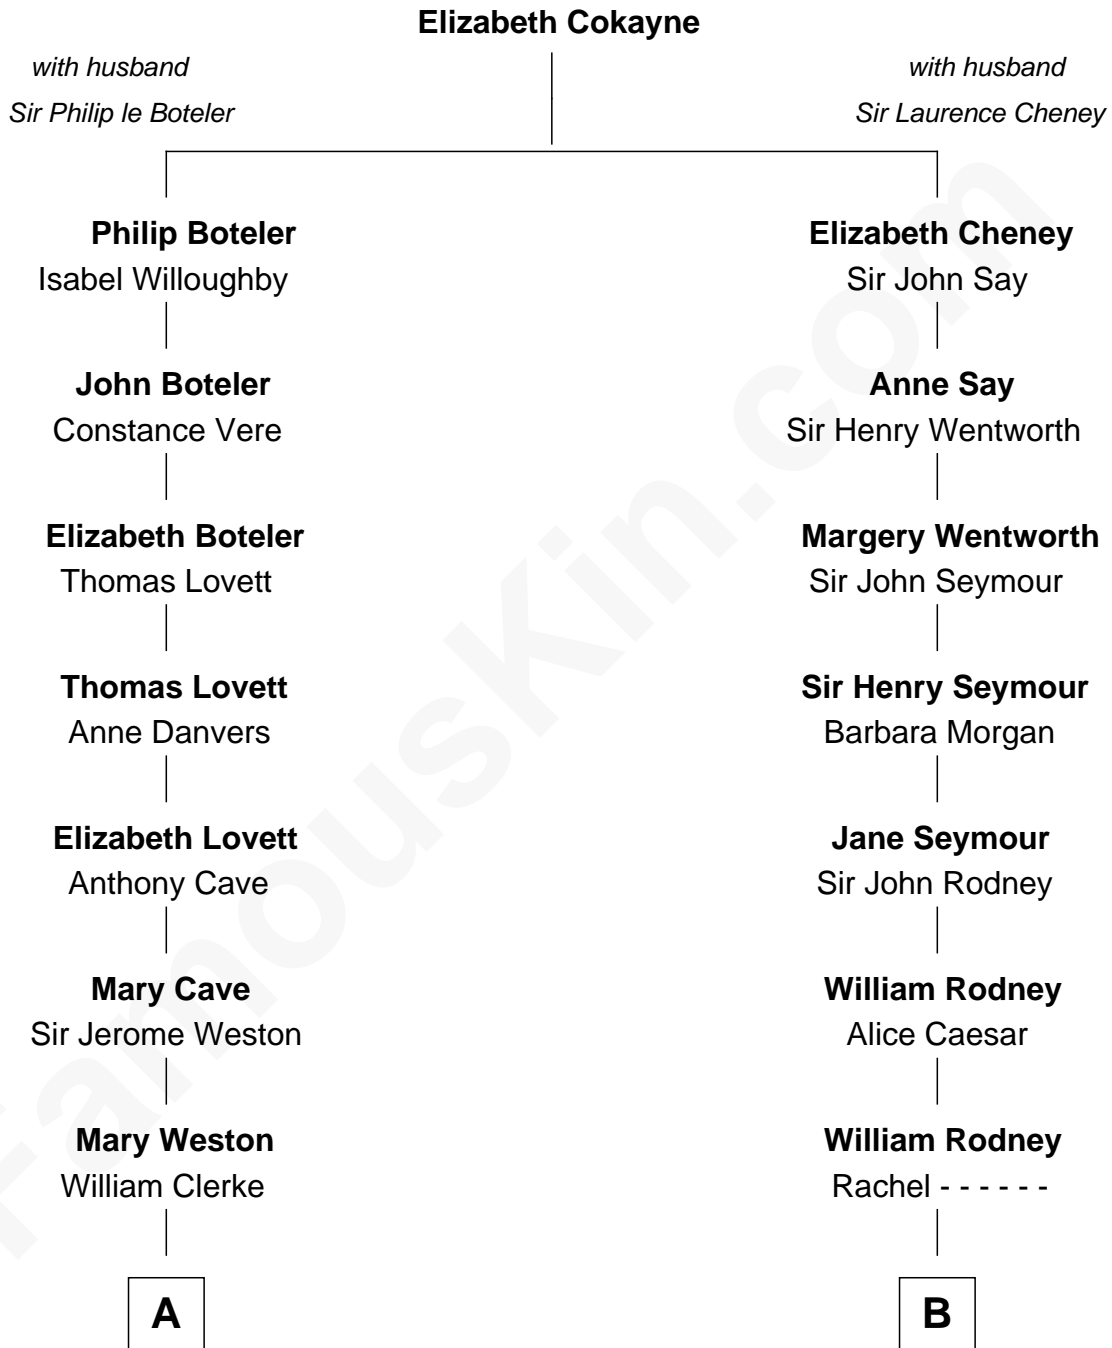 Elizabeth Cokayne
with husband
Sir Philip le Boteler
with husband
Sir Laurence Cheney
Philip Boteler
Isabel Willoughby
Elizabeth Cheney
Sir John Say
John Boteler
Constance Vere
Anne Say
Sir Henry Wentworth
Elizabeth Boteler
Thomas Lovett
Margery Wentworth
Sir John Seymour
Thomas Lovett
Anne Danvers
Sir Henry Seymour
Barbara Morgan
Elizabeth Lovett
Anthony Cave
Jane Seymour
Sir John Rodney
Mary Cave
Sir Jerome Weston
William Rodney
Alice Caesar
Mary Weston
William Clerke
William Rodney
Rachel - - - - - -
A
B
FamousKin.com